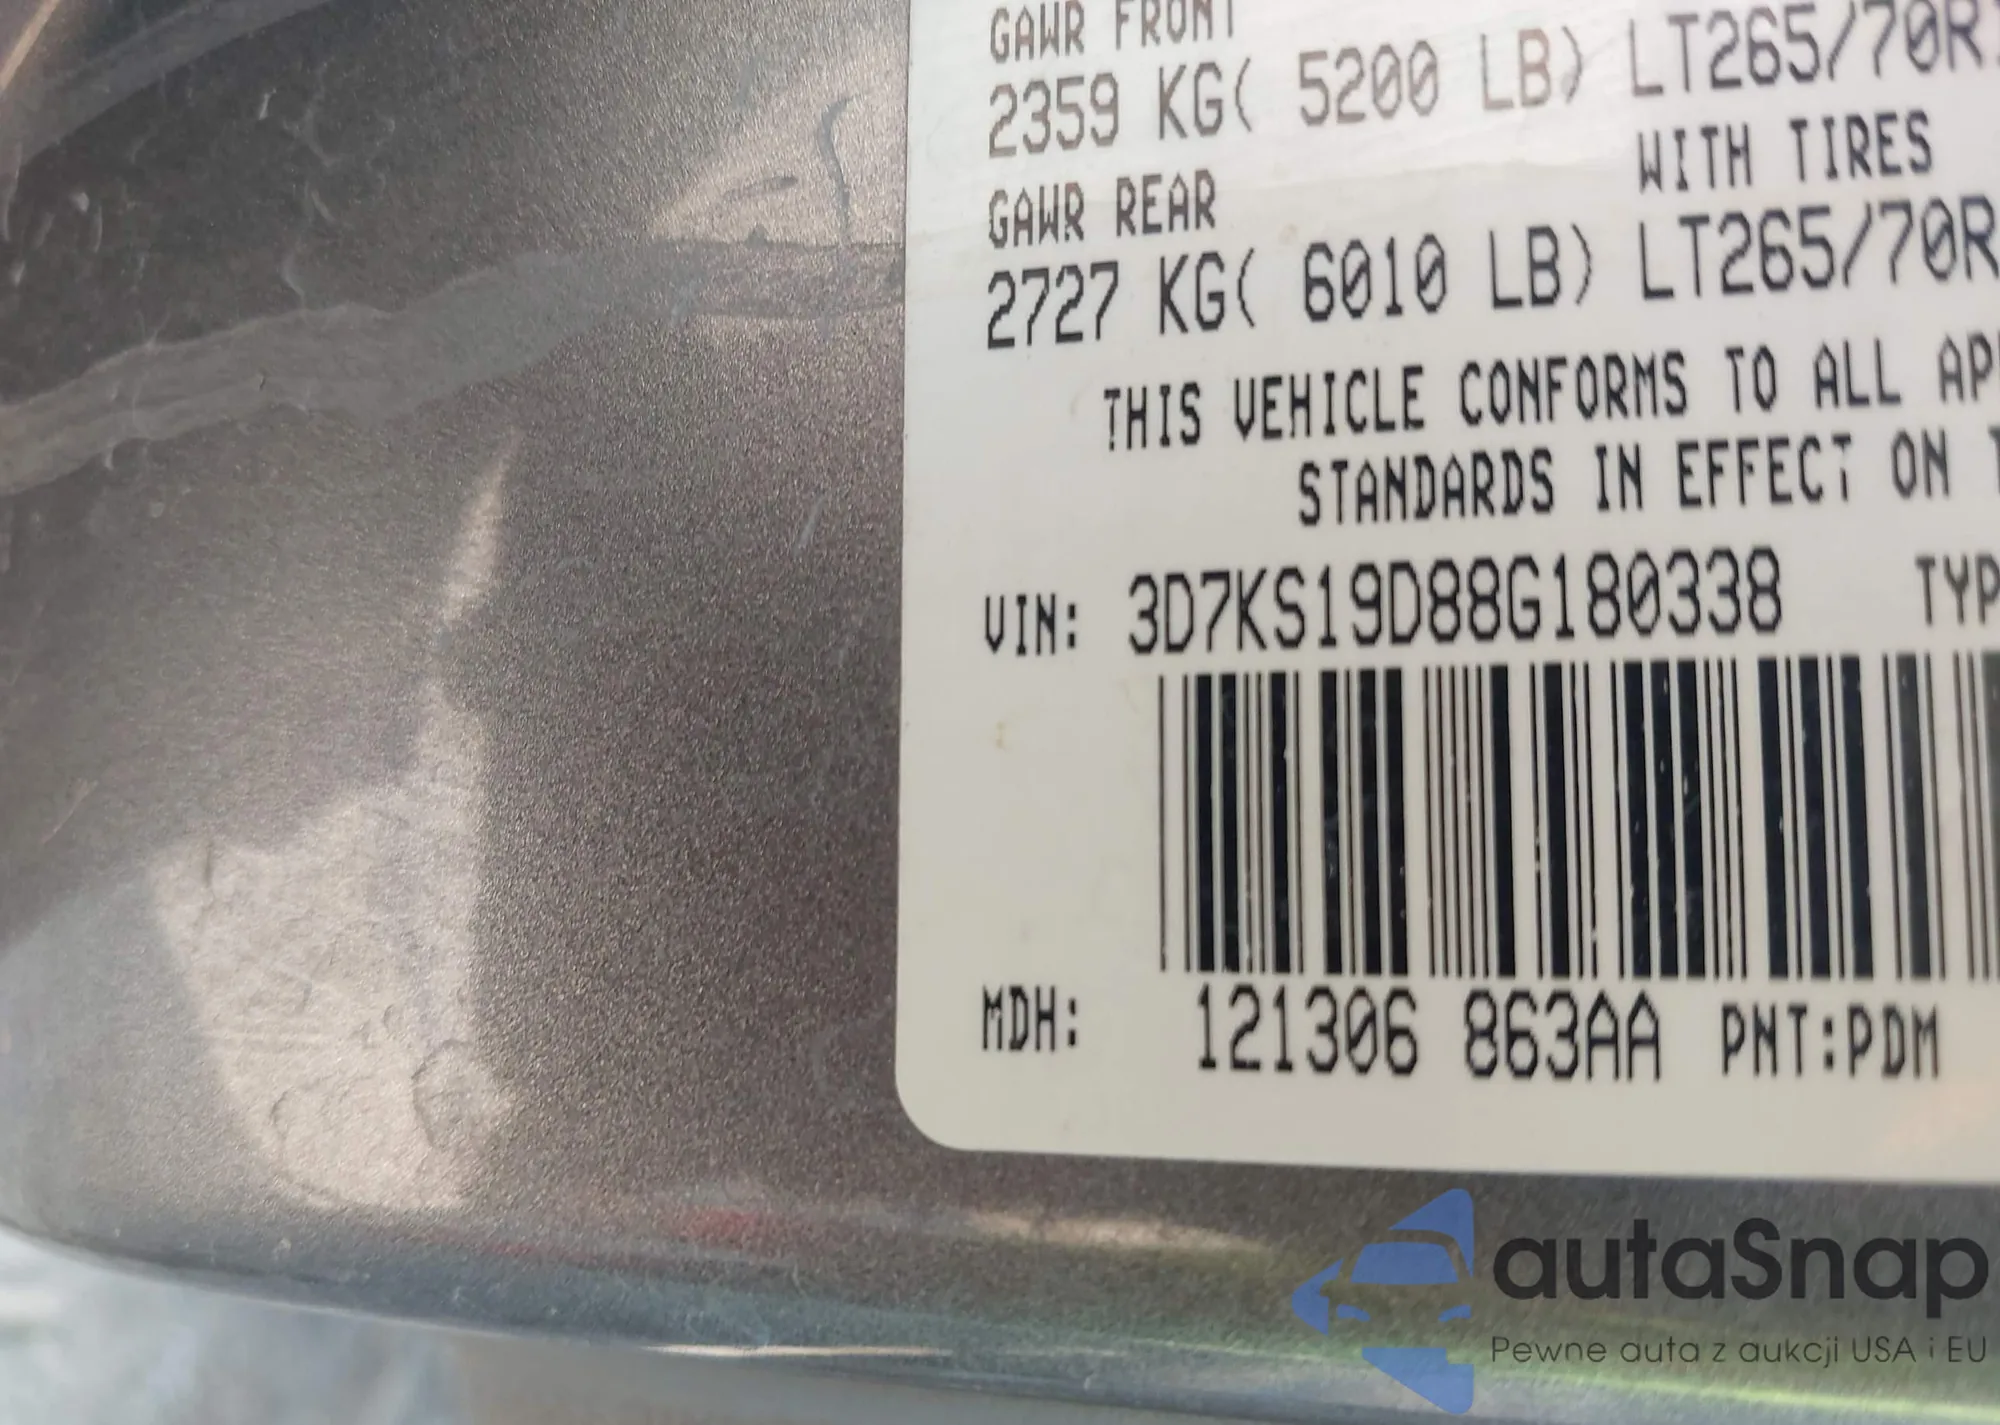 GAWR FRONT
2359 KG( 5200 LB) LT265/70R
WITH TIRES
GAWR REAR
2727 KG( 6010 LB) LT265/70R
THIS VEHICLE CONFORMS TO ALL AP
STANDARDS IN EFFECT ON T
VIN: 3D7KS19D88G180338 TYP
MDH: 121306 863AA PNT:PDM
autaSnap
Pewne auta z aukcji USA i EU